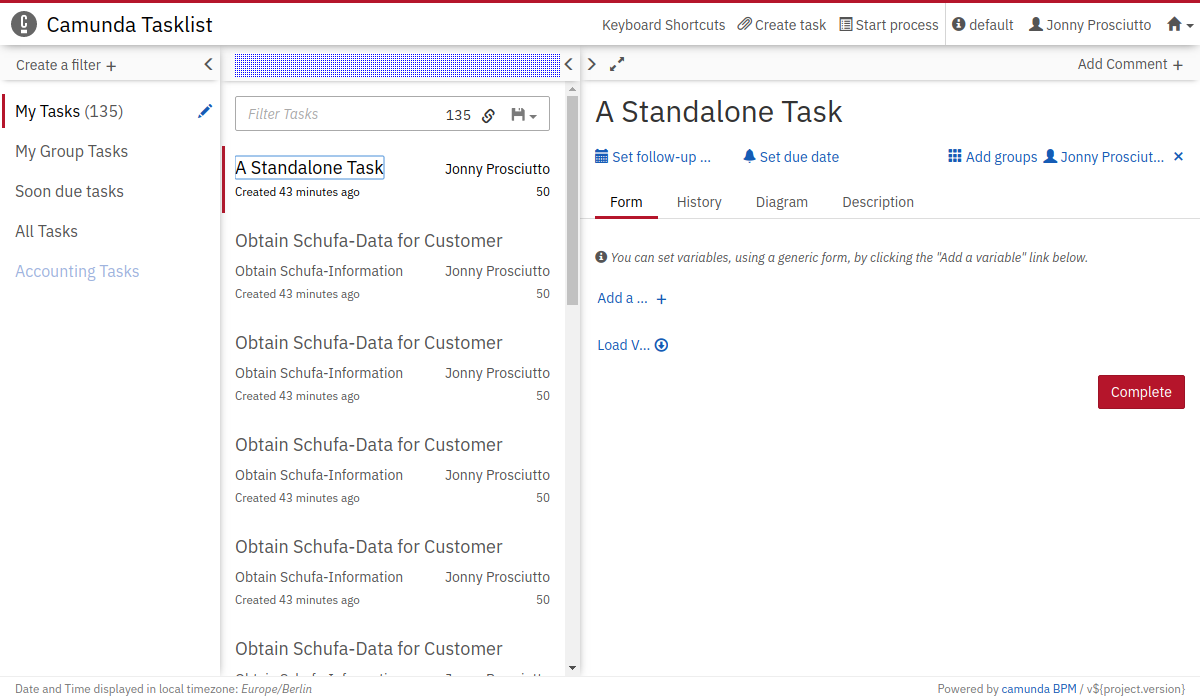 Camunda Tasklist
Keyboard Shortcuts Create task Start process default Jonny Prosciutto
Create a filter +
My Tasks (135)
My Group Tasks
Soon due tasks
All Tasks
Accounting Tasks
Filter Tasks 135
A Standalone Task Jonny Prosciutto
Created 43 minutes ago 50
Obtain Schufa-Data for Customer
Obtain Schufa-Information Jonny Prosciutto
Created 43 minutes ago 50
Obtain Schufa-Data for Customer
Obtain Schufa-Information Jonny Prosciutto
Created 43 minutes ago 50
Obtain Schufa-Data for Customer
Obtain Schufa-Information Jonny Prosciutto
Created 43 minutes ago 50
Obtain Schufa-Data for Customer
Obtain Schufa-Information Jonny Prosciutto
Created 43 minutes ago 50
Obtain Schufa-Data for Customer
Add Comment +
A Standalone Task
Set follow-up ... Set due date Add groups Jonny Prosciut... ×
Form History Diagram Description
You can set variables, using a generic form, by clicking the "Add a variable" link below.
Add a ... +
Load V...
Complete
Date and Time displayed in local timezone: Europe/Berlin
Powered by camunda BPM / v${project.version}